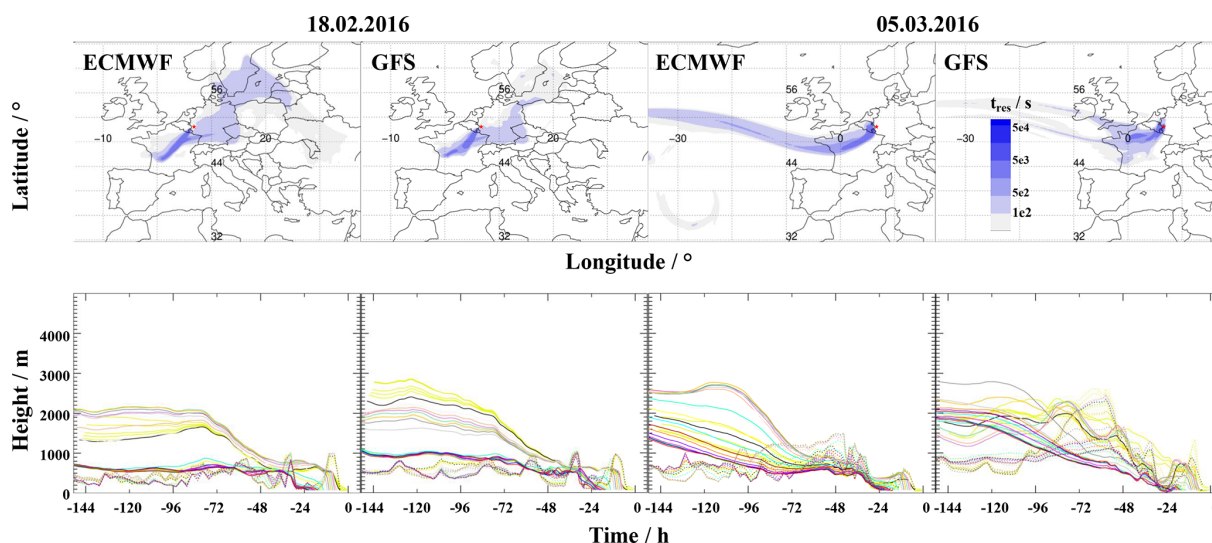 18.02.2016 05.03.2016
ECMWF GFS ECMWF GFS
56 56 56 56
t_res / s
5e4
-10 20 -10 20 -30 0 -30 0
5e3
44 44 44 44
5e2
1e2
32 32 32 32
Latitude / °
Longitude / °
4000
3000
2000
1000
0
Height / m
-144 -120 -96 -72 -48 -24 0 -144 -120 -96 -72 -48 -24 0 -144 -120 -96 -72 -48 -24 0 -144 -120 -96 -72 -48 -24 0
Time / h